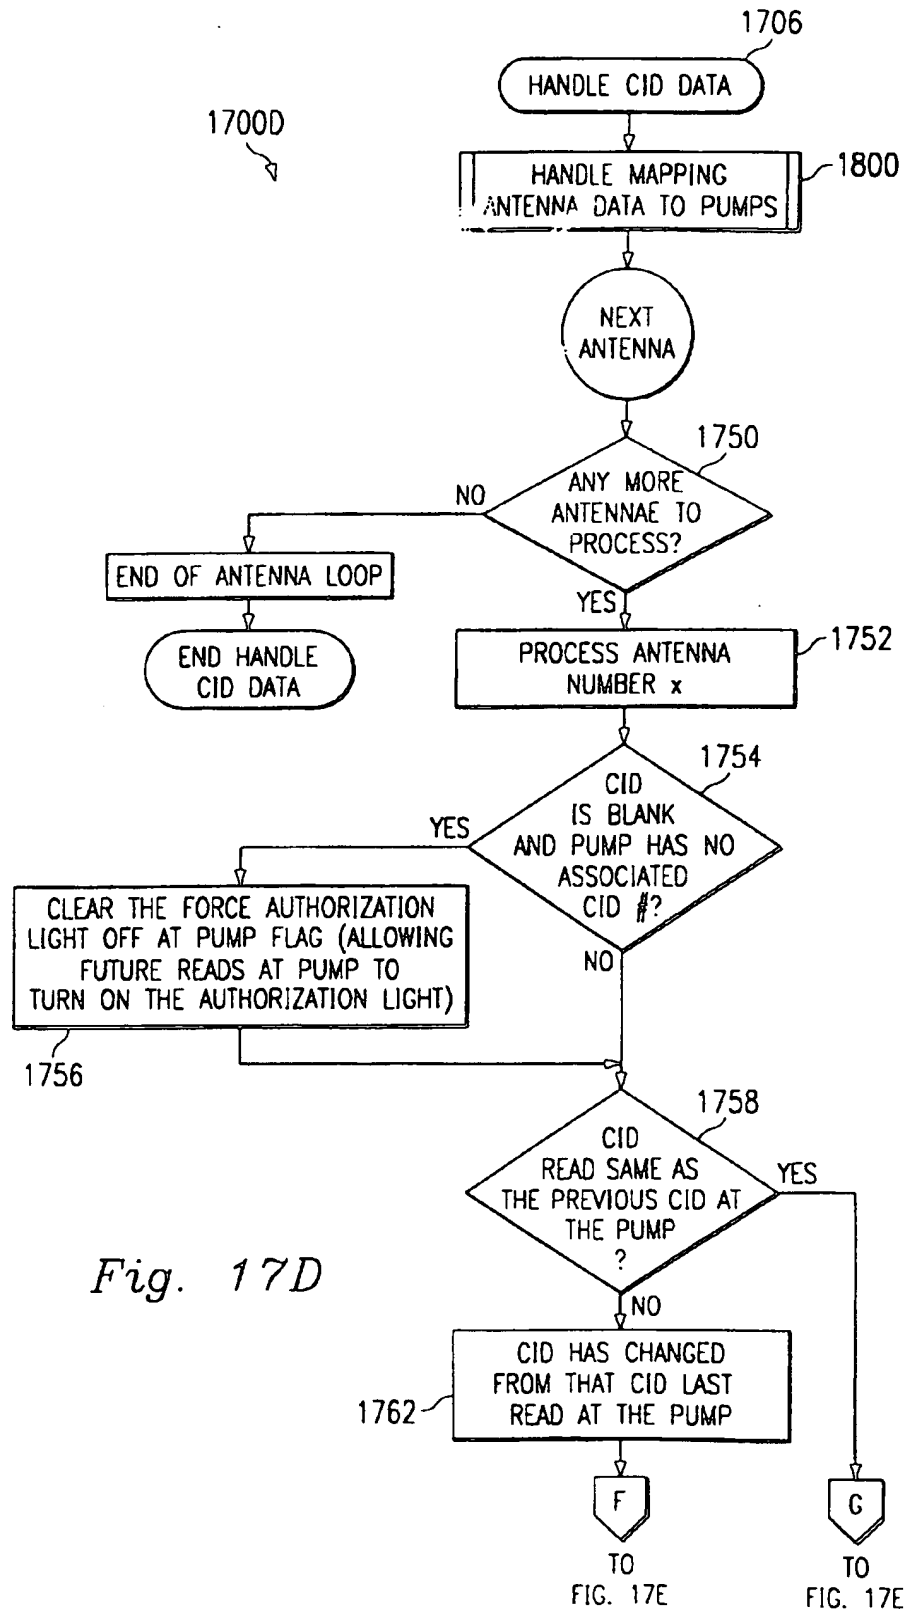 1706
HANDLE CID DATA
1700D
HANDLE MAPPING
ANTENNA DATA TO PUMPS
1800
NEXT
ANTENNA
1750
ANY MORE
ANTENNAE TO
PROCESS?
NO
YES
END OF ANTENNA LOOP
END HANDLE
CID DATA
PROCESS ANTENNA
NUMBER x
1752
1754
CID
IS BLANK
AND PUMP HAS NO
ASSOCIATED
CID #?
YES
NO
CLEAR THE FORCE AUTHORIZATION
LIGHT OFF AT PUMP FLAG (ALLOWING
FUTURE READS AT PUMP TO
TURN ON THE AUTHORIZATION LIGHT)
1756
1758
CID
READ SAME AS
THE PREVIOUS CID AT
THE PUMP
?
YES
NO
Fig. 17D
CID HAS CHANGED
FROM THAT CID LAST
READ AT THE PUMP
1762
F
TO
FIG. 17E
G
TO
FIG. 17E